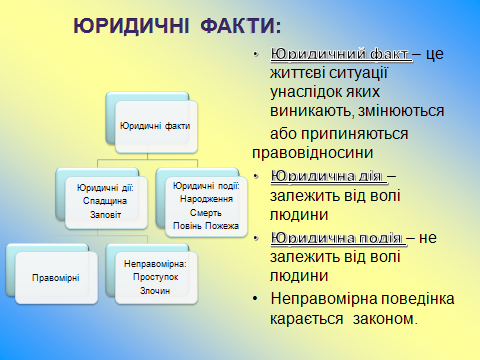 ЮРИДИЧНІ ФАКТИ:
Юридичні факти
Юридичні дії:
Спадщина
Заповіт
Юридичні події:
Народження
Смерть
Повінь Пожежа
Правомірні
Неправомірна:
Проступок
Злочин
• Юридичний факт – це
життєві ситуації
унаслідок яких
виникають, змінюються
або припиняються
правовідносини
• Юридична дія –
залежить від волі
людини
• Юридична подія – не
залежить від волі
людини
• Неправомірна поведінка
карається законом.